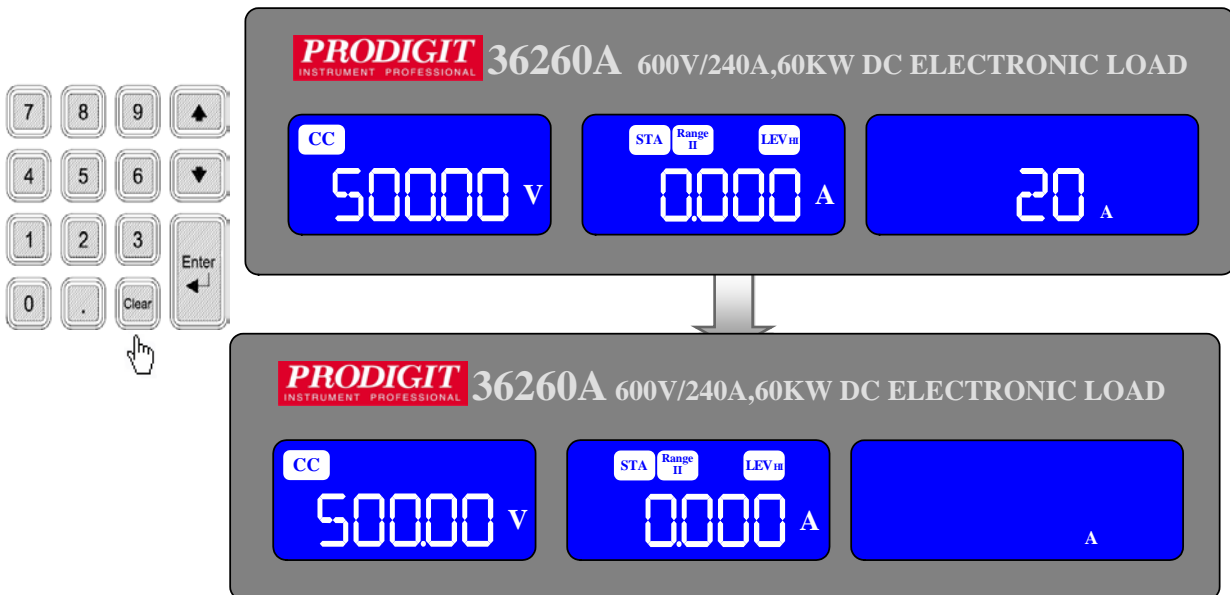 7 8 9
4 5 6
1 2 3
Enter
0 . Clear
PRODIGIT
INSTRUMENT PROFESSIONAL
36260A 600V/240A,60KW DC ELECTRONIC LOAD
CC
500.00 V
STA Range II LEV HI
0.000 A
20 A
PRODIGIT
INSTRUMENT PROFESSIONAL
36260A 600V/240A,60KW DC ELECTRONIC LOAD
CC
500.00 V
STA Range II LEV HI
0.000 A
A